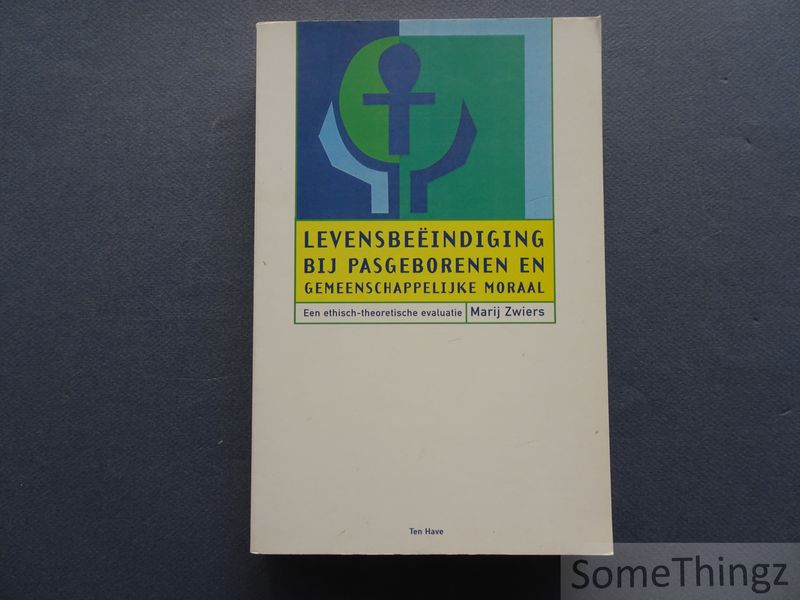 LEVENSBEËINDIGING
BIJ PASGEBORENEN EN
GEMEENSCHAPPELIJKE MORAAL
Een ethisch-theoretische evaluatie Marij Zwiers
Ten Have
SomeThingz